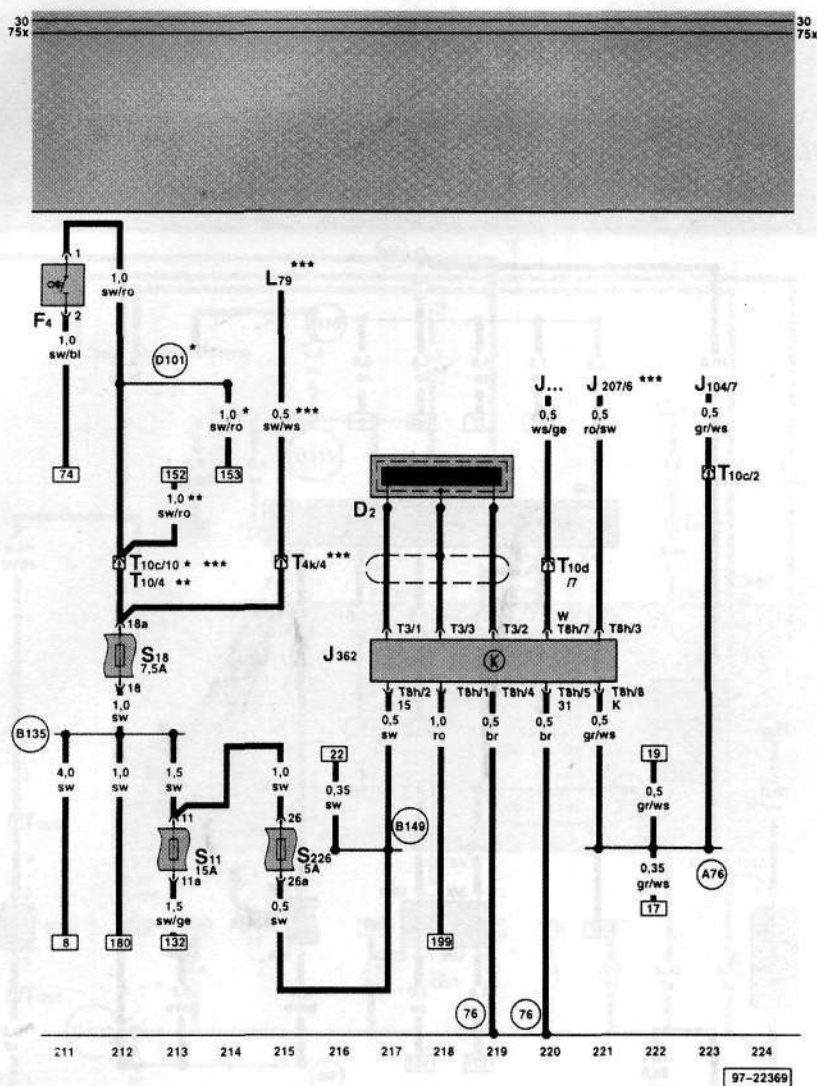 30 30
75x 75x
1
1,0
sw/ro
L79 ***
F4
2
1,0
sw/bl
D101 *
J... J 207/6 *** J104/7
1,0 *
sw/ro
0,5 ***
sw/ws
0,5
ws/ge
0,5
ro/sw
0,5
gr/ws
74 152 153
T10c/2
1,0 **
sw/ro
D2
T10c/10 * ***
T10/4 **
T4k/4 ***
T10d
/7
18a
T3/1 T3/3 T3/2 W
T8h/7 T8h/3
S18
7,5A
J362
K
18
T8h/2
15
T8h/1 T8h/4 T8h/5
31
T8h/8
K
1,0
sw
0,5
sw
1,0
ro
0,5
br
0,5
br
0,5
gr/ws
B135
22 19
4,0
sw
1,0
sw
1,5
sw
1,0
sw
0,35
sw
0,5
gr/ws
11 26
B149
S11
15A
S226
5A
A76
11a 26a
0,35
gr/ws
1,5
sw/ge
0,5
sw
17
8 180 132 199
76 76
211 212 213 214 215 216 217 218 219 220 221 222 223 224
97-22369